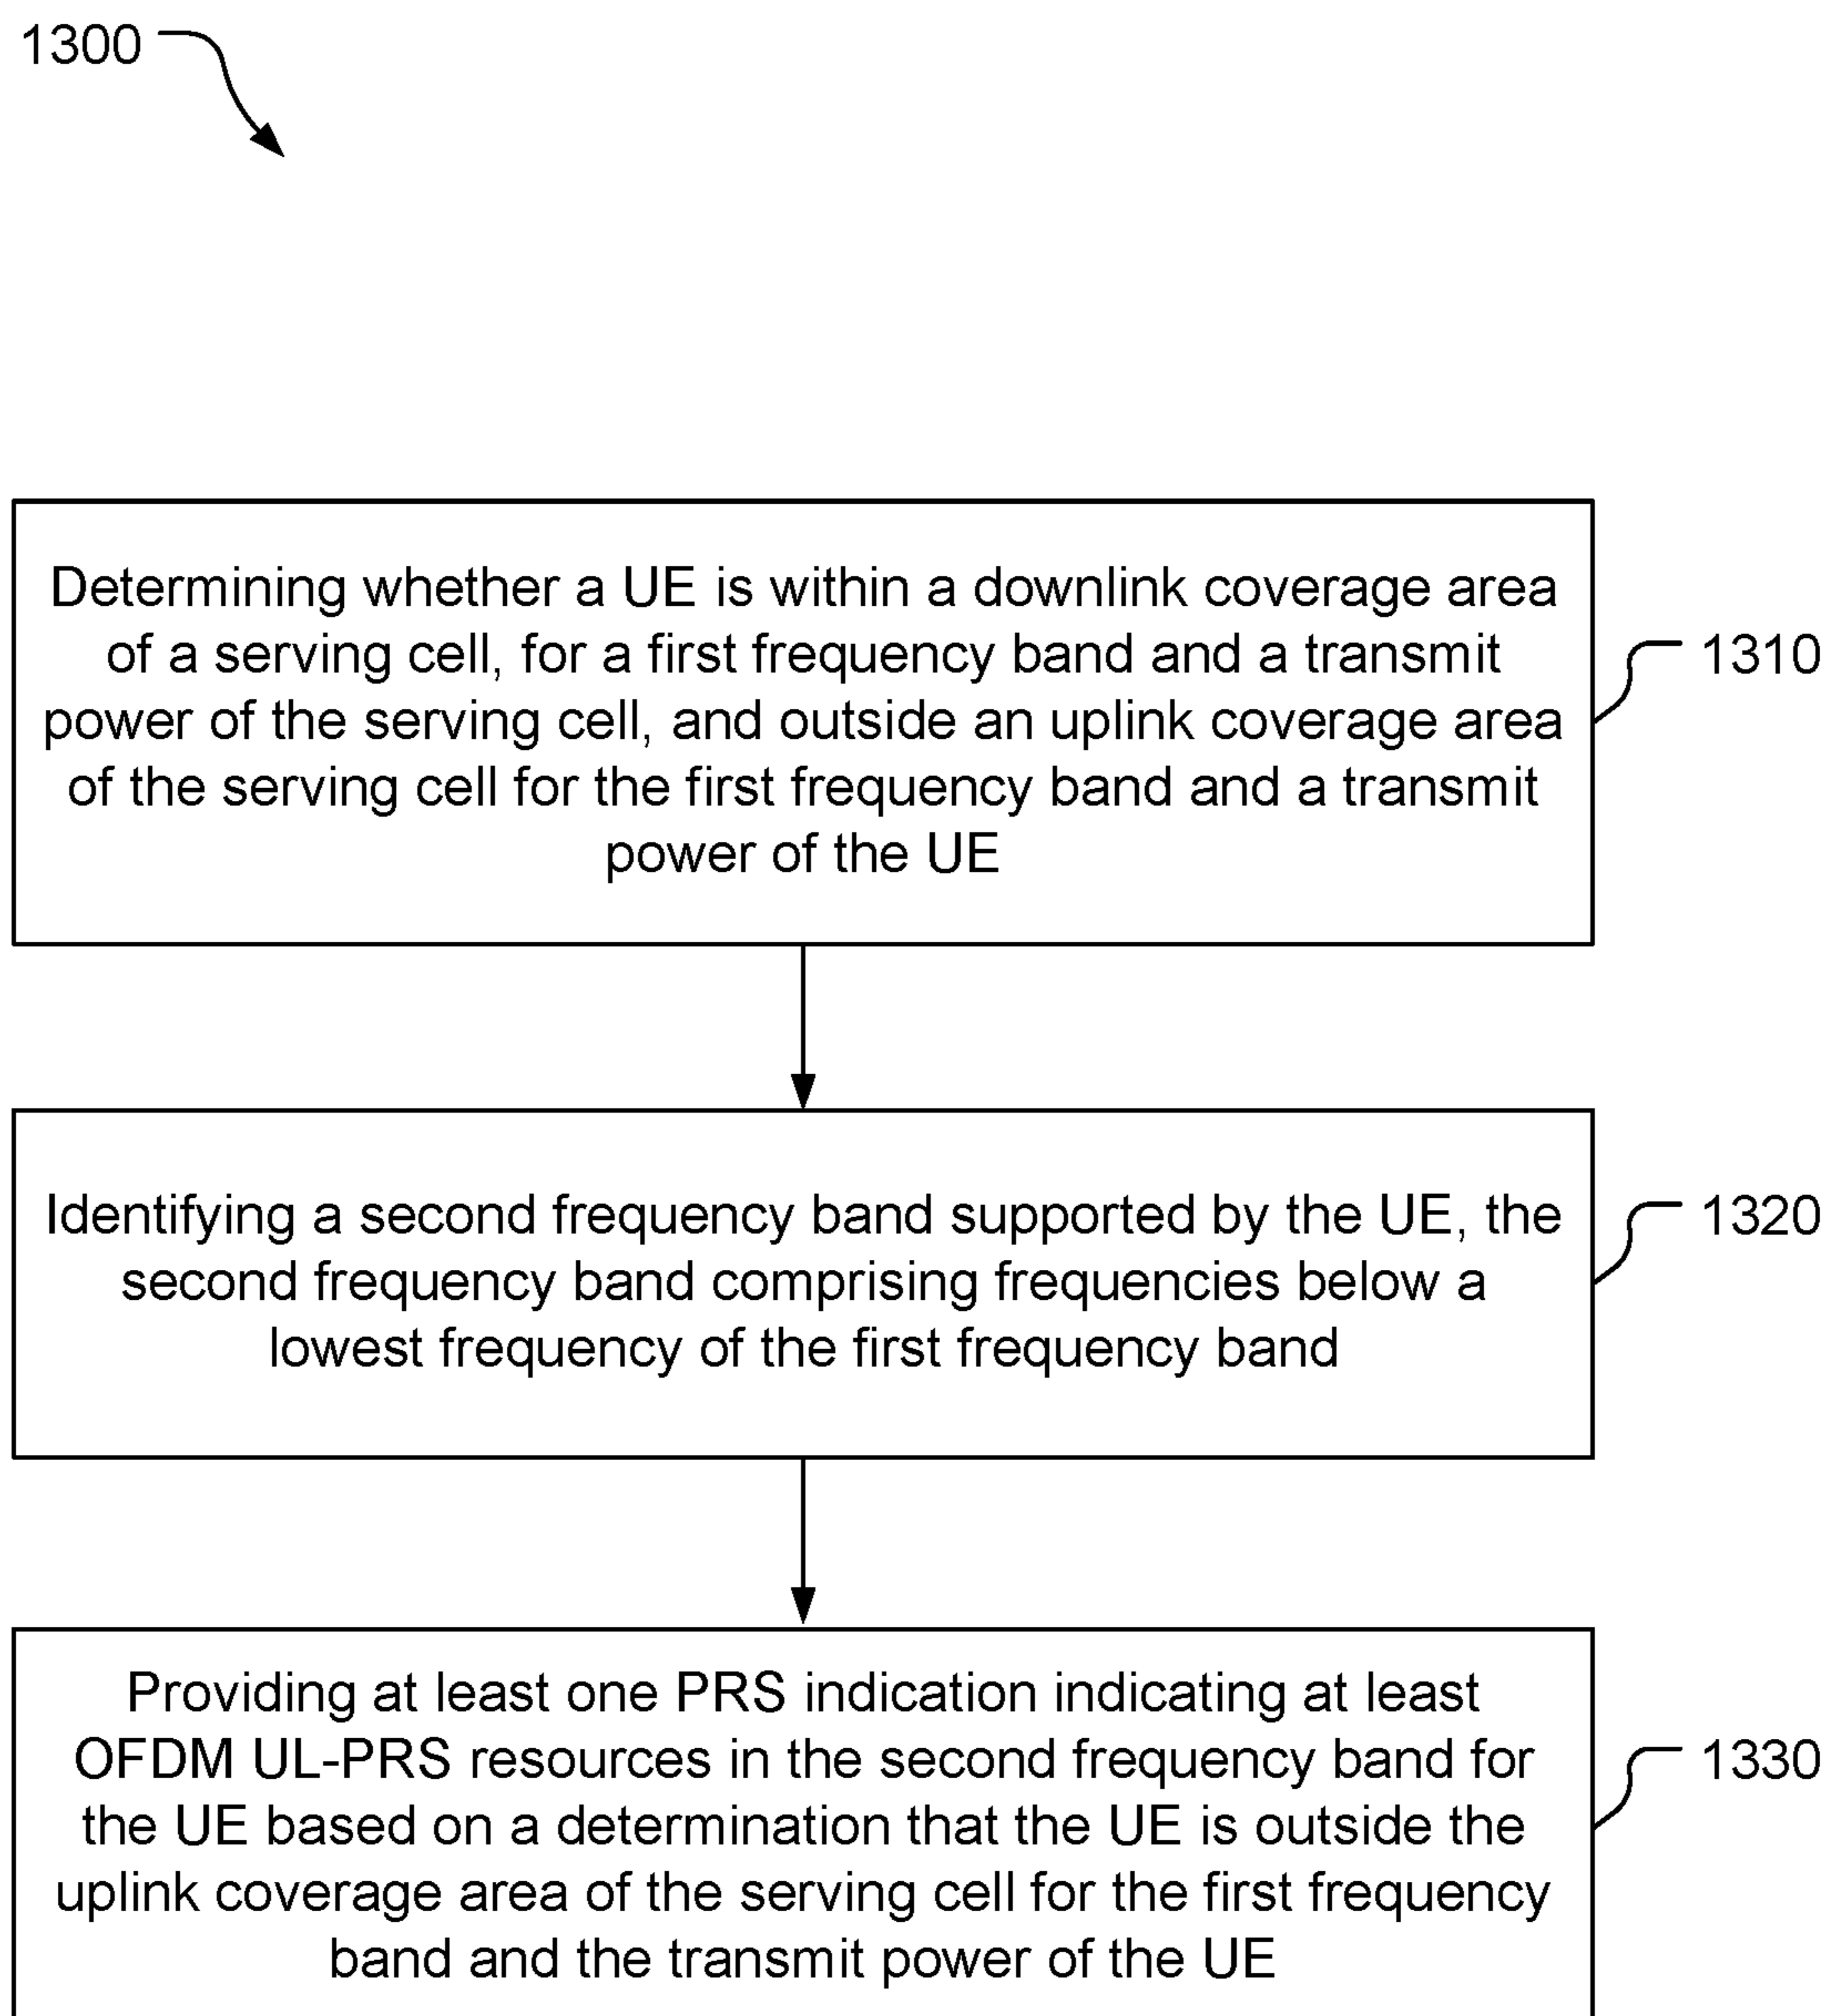 1300
Determining whether a UE is within a downlink coverage area
of a serving cell, for a first frequency band and a transmit
power of the serving cell, and outside an uplink coverage area
of the serving cell for the first frequency band and a transmit
power of the UE
1310
Identifying a second frequency band supported by the UE, the
second frequency band comprising frequencies below a
lowest frequency of the first frequency band
1320
Providing at least one PRS indication indicating at least
OFDM UL-PRS resources in the second frequency band for
the UE based on a determination that the UE is outside the
uplink coverage area of the serving cell for the first frequency
band and the transmit power of the UE
1330